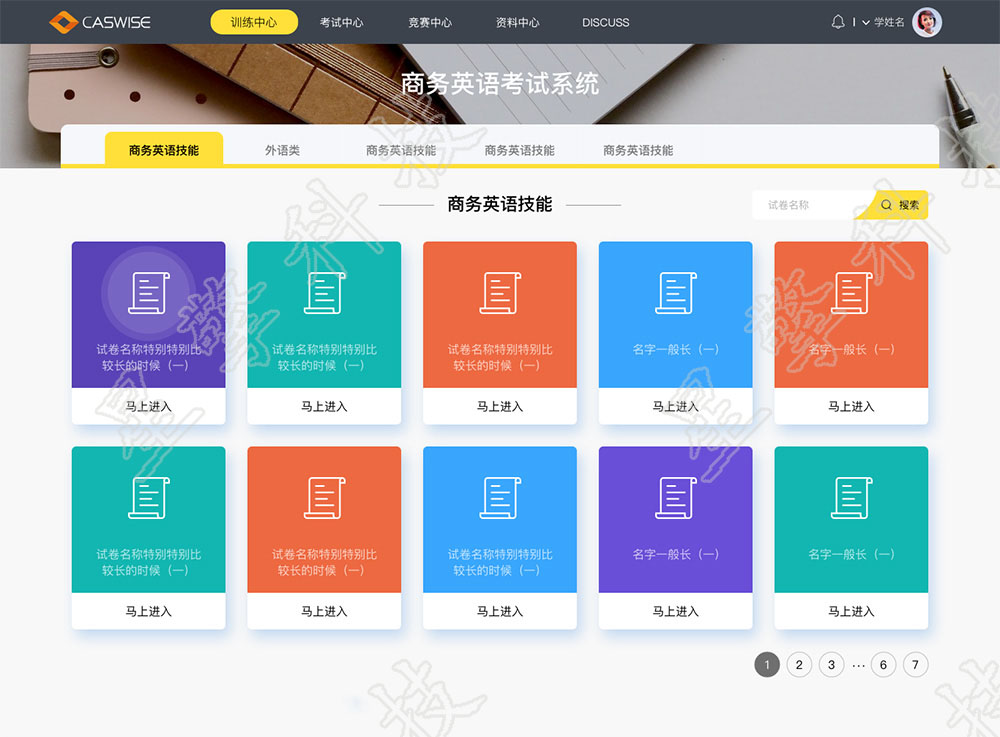 CASWISE
训练中心
考试中心
竞赛中心
资料中心
DISCUSS
学姓名
商务英语考试系统
商务英语技能
外语类
商务英语技能
商务英语技能
商务英语技能
商务英语技能
试卷名称
搜索
试卷名称特别特别比
较长的时候（一）
马上进入
试卷名称特别特别比
较长的时候（一）
马上进入
试卷名称特别特别比
较长的时候（一）
马上进入
名字一般长（一）
马上进入
名字一般长（一）
马上进入
试卷名称特别特别比
较长的时候（一）
马上进入
试卷名称特别特别比
较长的时候（一）
马上进入
试卷名称特别特别比
较长的时候（一）
马上进入
名字一般长（一）
马上进入
名字一般长（一）
马上进入
1 2 3 ... 6 7